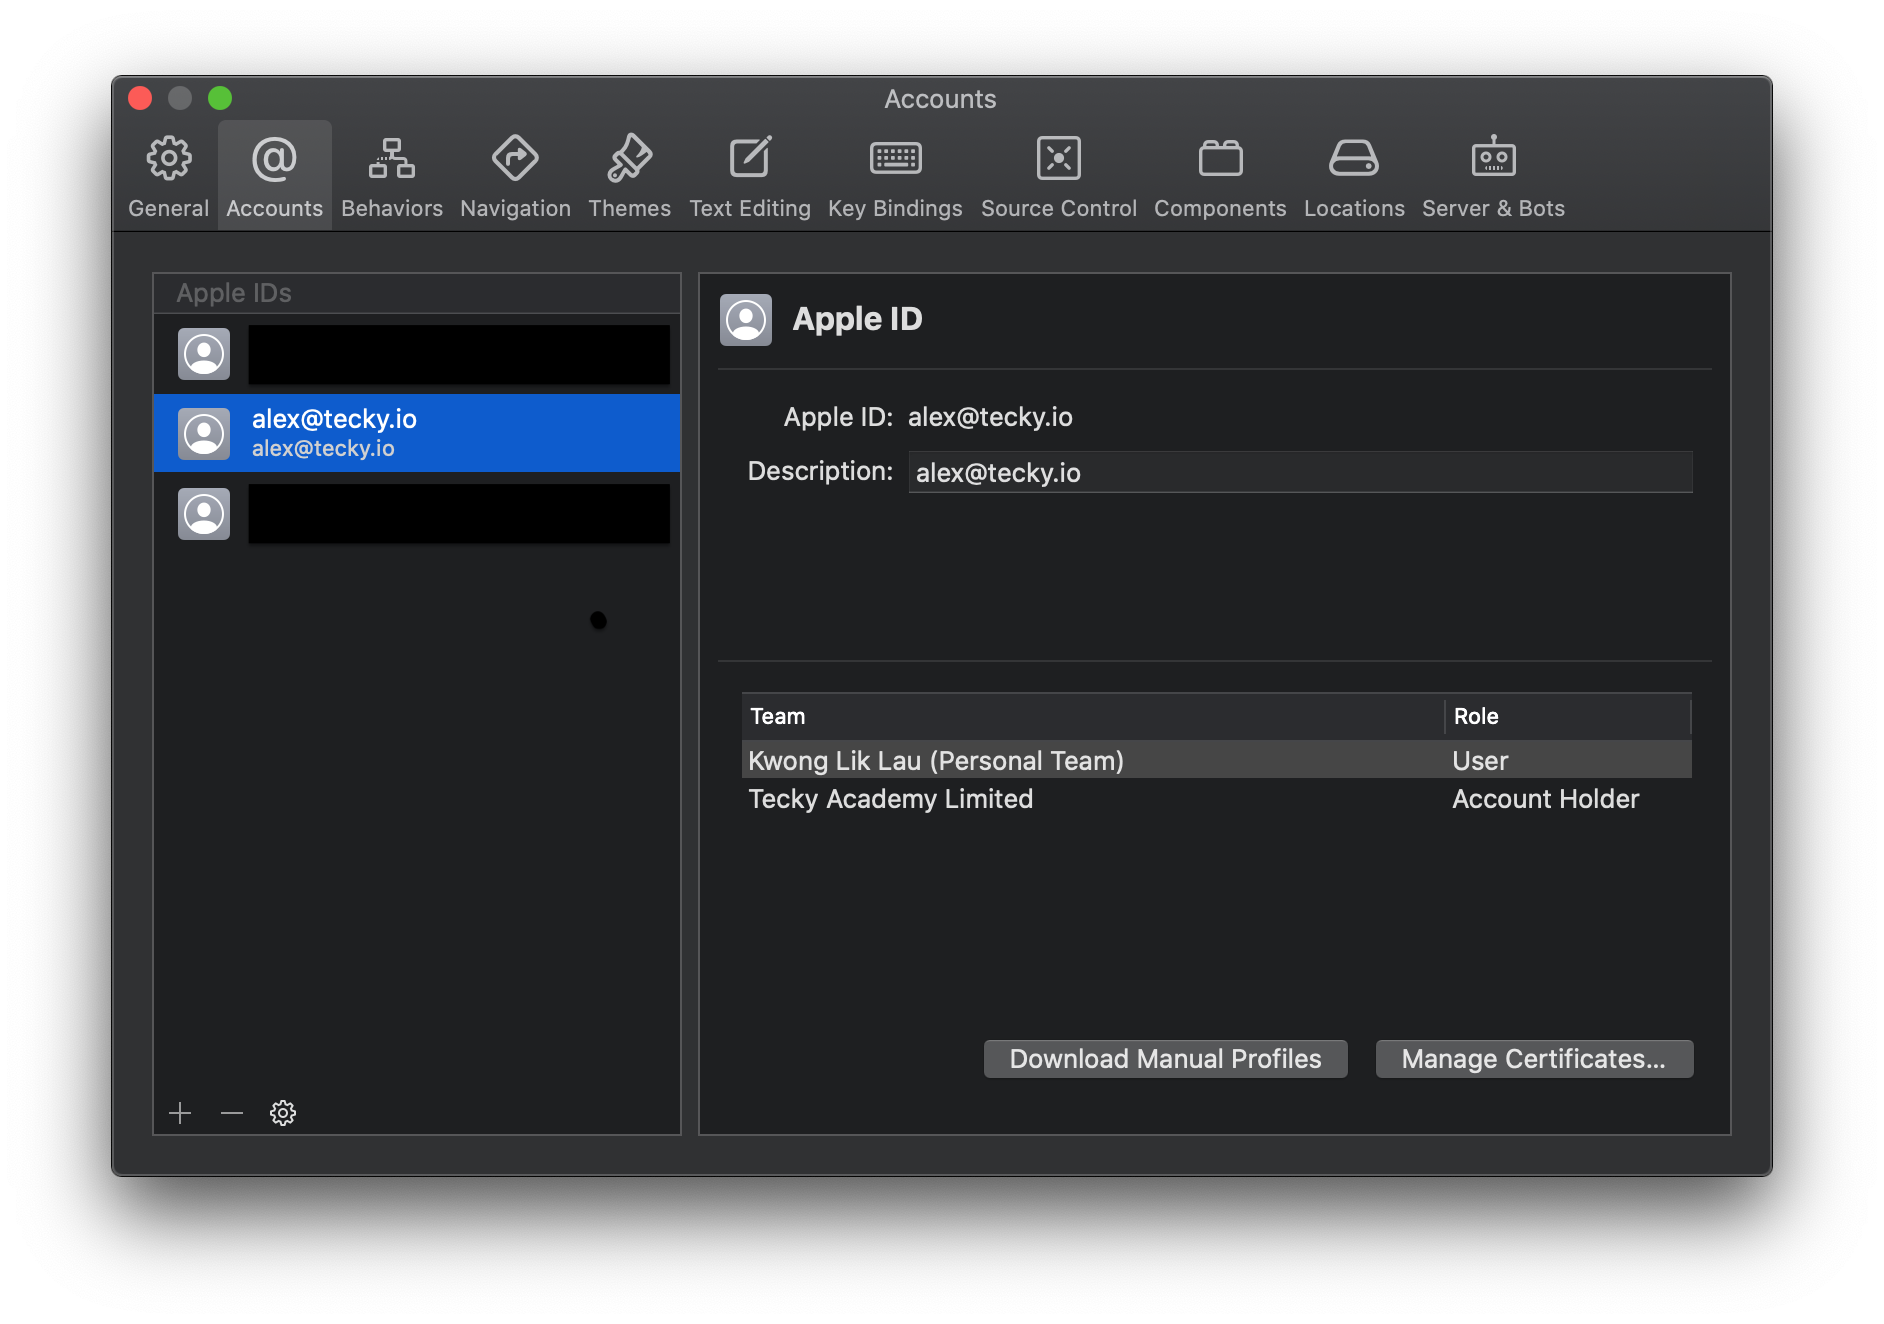 Accounts
General Accounts Behaviors Navigation Themes Text Editing Key Bindings Source Control Components Locations Server & Bots
Apple IDs
alex@tecky.io
alex@tecky.io
Apple ID
Apple ID: alex@tecky.io
Description: alex@tecky.io
Team Role
Kwong Lik Lau (Personal Team) User
Tecky Academy Limited Account Holder
Download Manual Profiles Manage Certificates...